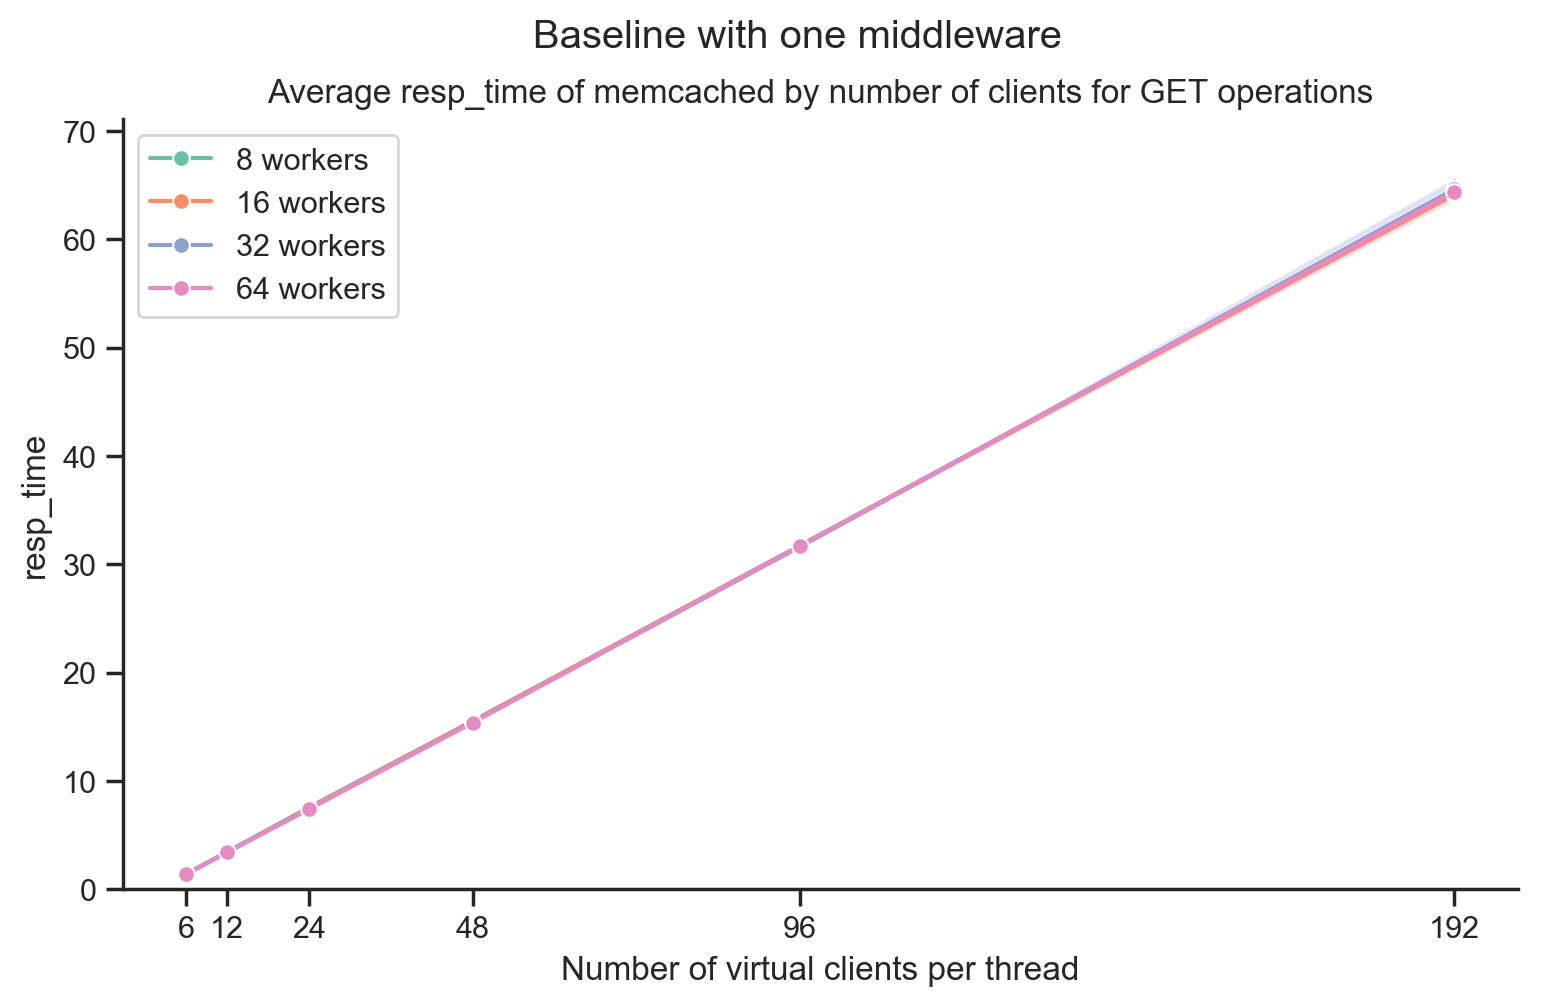 Baseline with one middleware
Average resp_time of memcached by number of clients for GET operations
70
60
50
40
30
20
10
0
resp_time
8 workers
16 workers
32 workers
64 workers
6 12 24 48 96 192
Number of virtual clients per thread